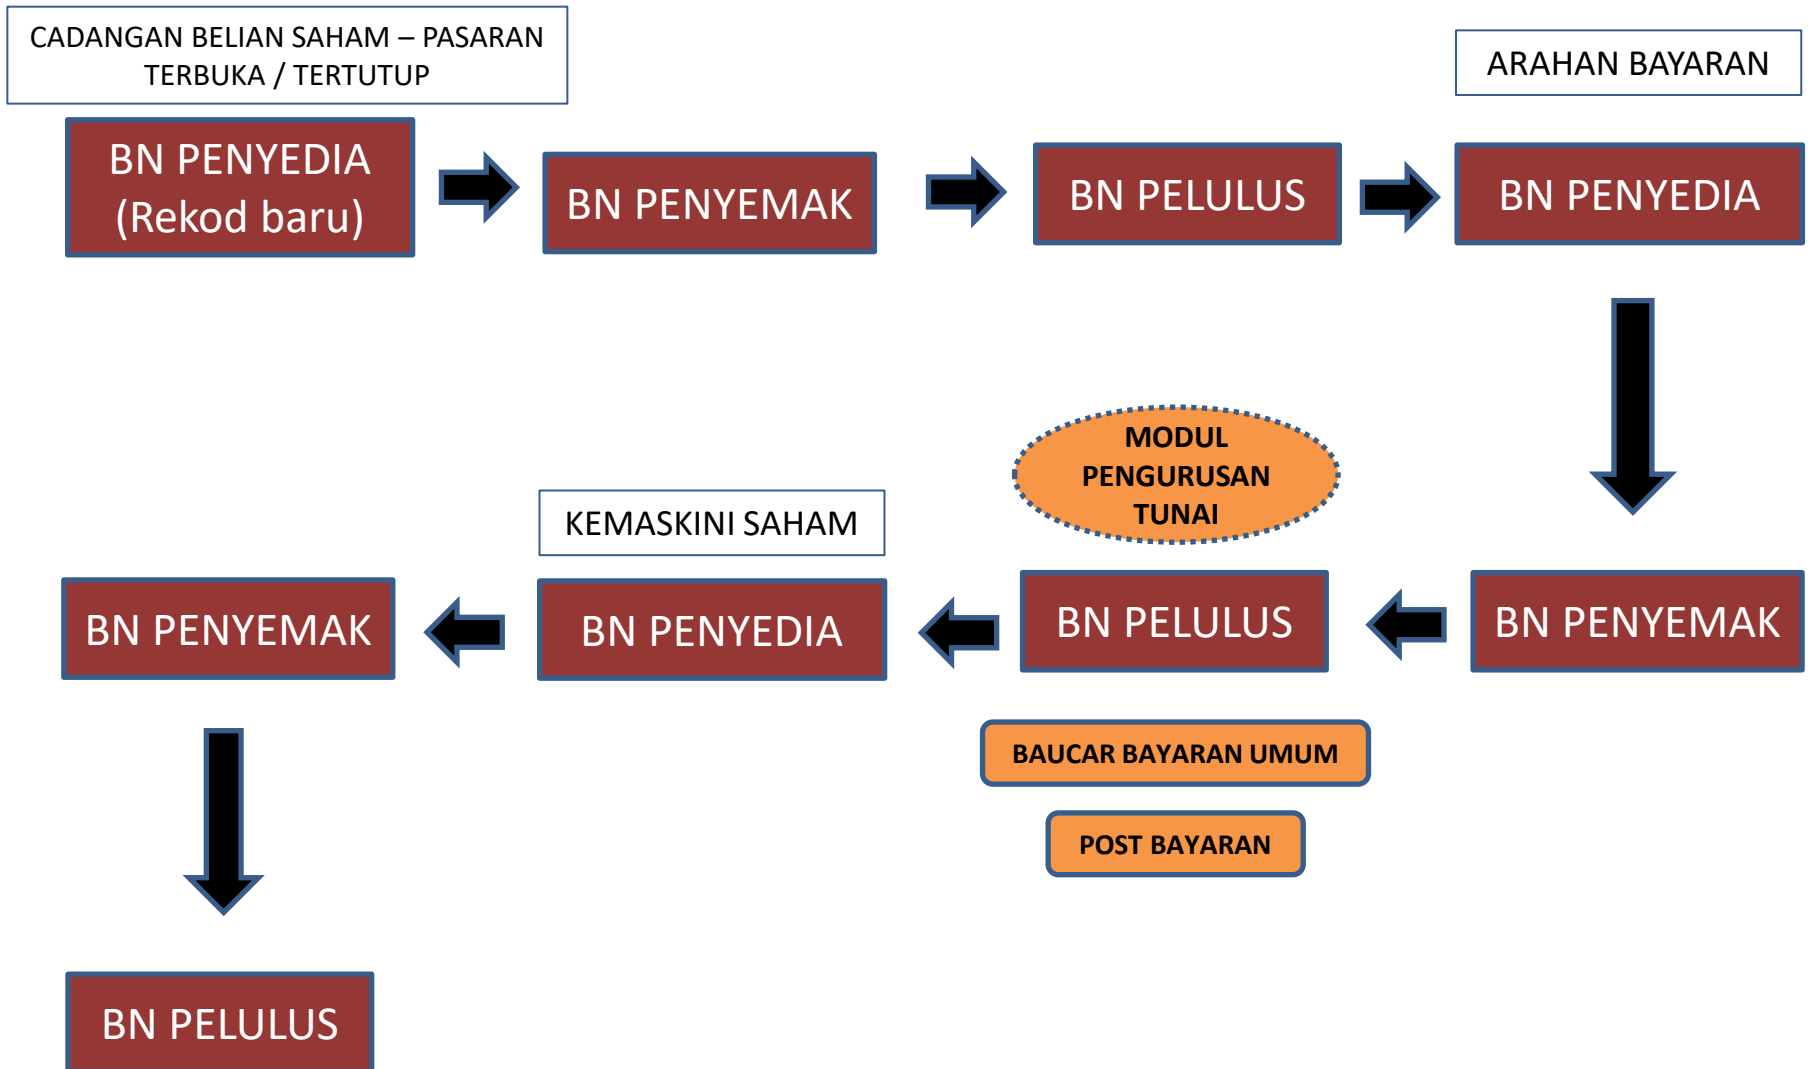 CADANGAN BELIAN SAHAM – PASARAN
TERBUKA / TERTUTUP
ARAHAN BAYARAN
BN PENYEDIA
(Rekod baru)
BN PENYEMAK
BN PELULUS
BN PENYEDIA
MODUL
PENGURUSAN
TUNAI
KEMASKINI SAHAM
BN PENYEMAK
BN PENYEDIA
BN PELULUS
BN PENYEMAK
BAUCAR BAYARAN UMUM
POST BAYARAN
BN PELULUS